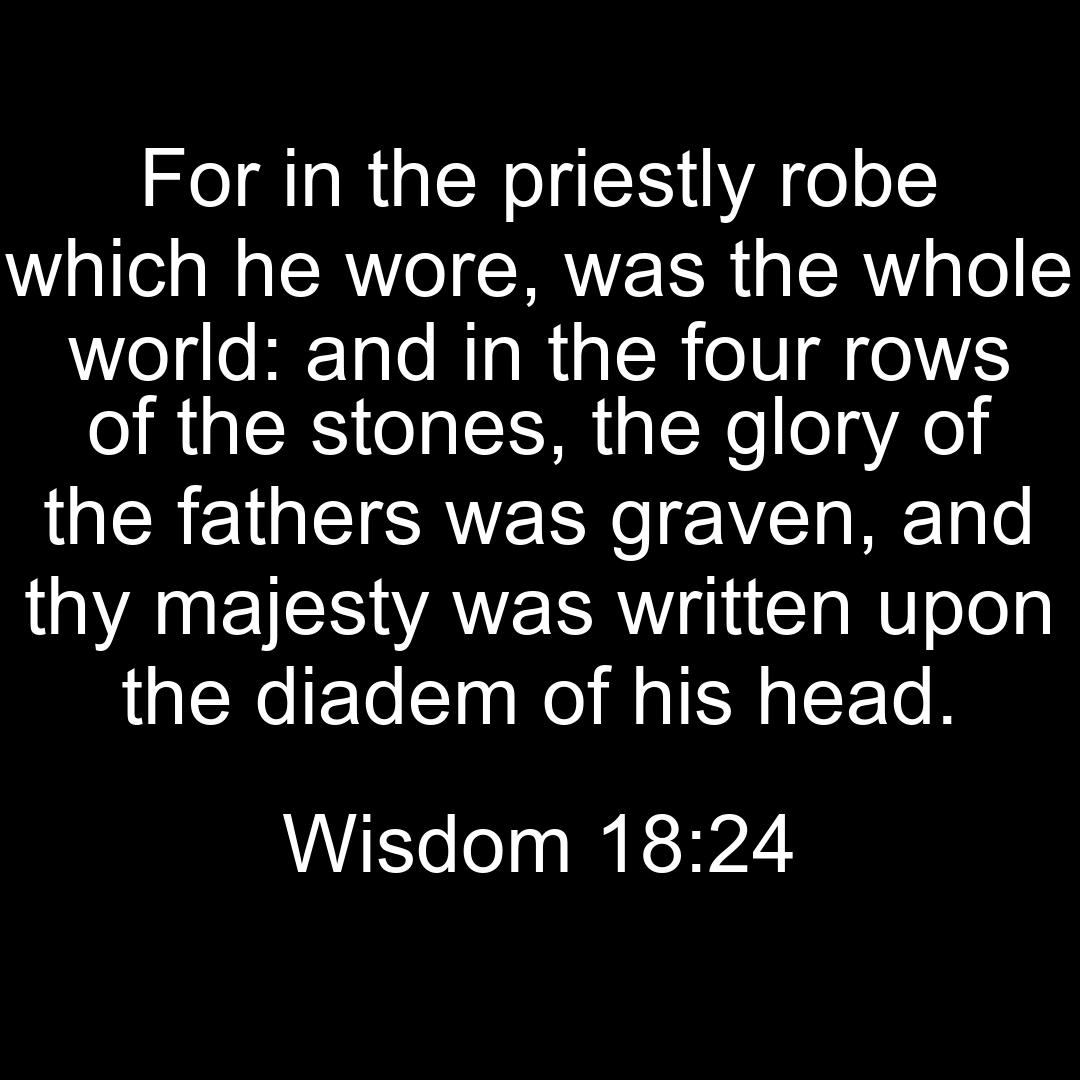 For in the priestly robe
which he wore, was the whole
world: and in the four rows
of the stones, the glory of
the fathers was graven, and
thy majesty was written upon
the diadem of his head.
Wisdom 18:24